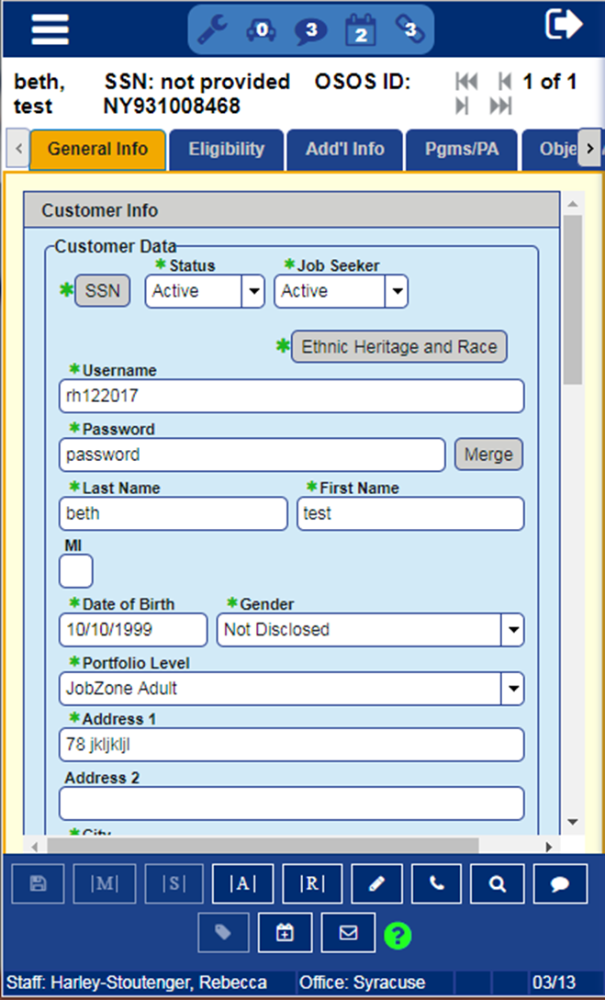 0 3 2 3
beth, SSN: not provided OSOS ID: 1 of 1
test NY931008468
< General Info Eligibility Add'l Info Pgms/PA Obje >
Customer Info
Customer Data
* Status * Job Seeker
* SSN Active Active
* Ethnic Heritage and Race
* Username
rh122017
* Password
password Merge
* Last Name * First Name
beth test
MI
* Date of Birth * Gender
10/10/1999 Not Disclosed
* Portfolio Level
JobZone Adult
* Address 1
78 jkljkljl
Address 2
* City
|M| |S| |A| |R|
?
Staff: Harley-Stoutenger, Rebecca Office: Syracuse 03/13